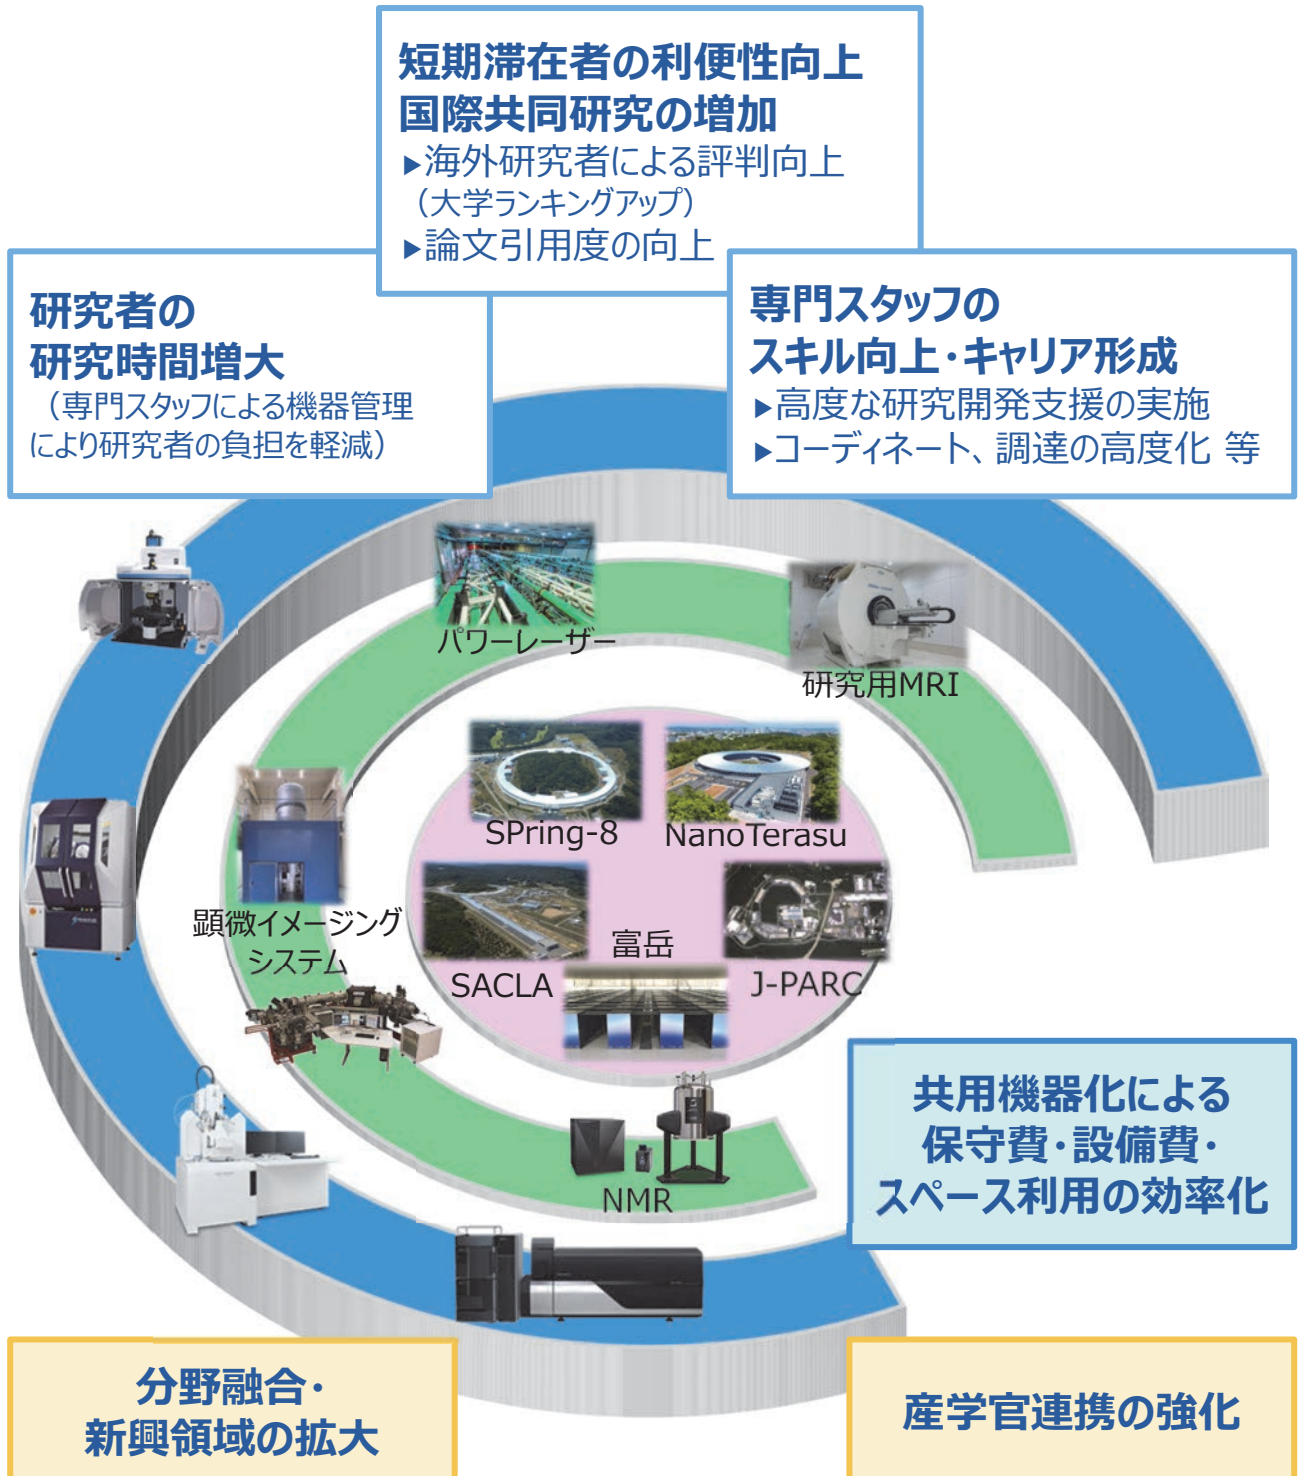 短期滞在者の利便性向上
国際共同研究の増加
▶海外研究者による評判向上
（大学ランキングアップ）
▶論文引用度の向上
研究者の
研究時間増大
（専門スタッフによる機器管理
により研究者の負担を軽減）
専門スタッフの
スキル向上・キャリア形成
▶高度な研究開発支援の実施
▶コーディネート、調達の高度化 等
パワーレーザー
研究用MRI
SPring-8
NanoTerasu
顕微イメージング
システム
富岳
SACLA
J-PARC
NMR
共用機器化による
保守費・設備費・
スペース利用の効率化
分野融合・
新興領域の拡大
産学官連携の強化